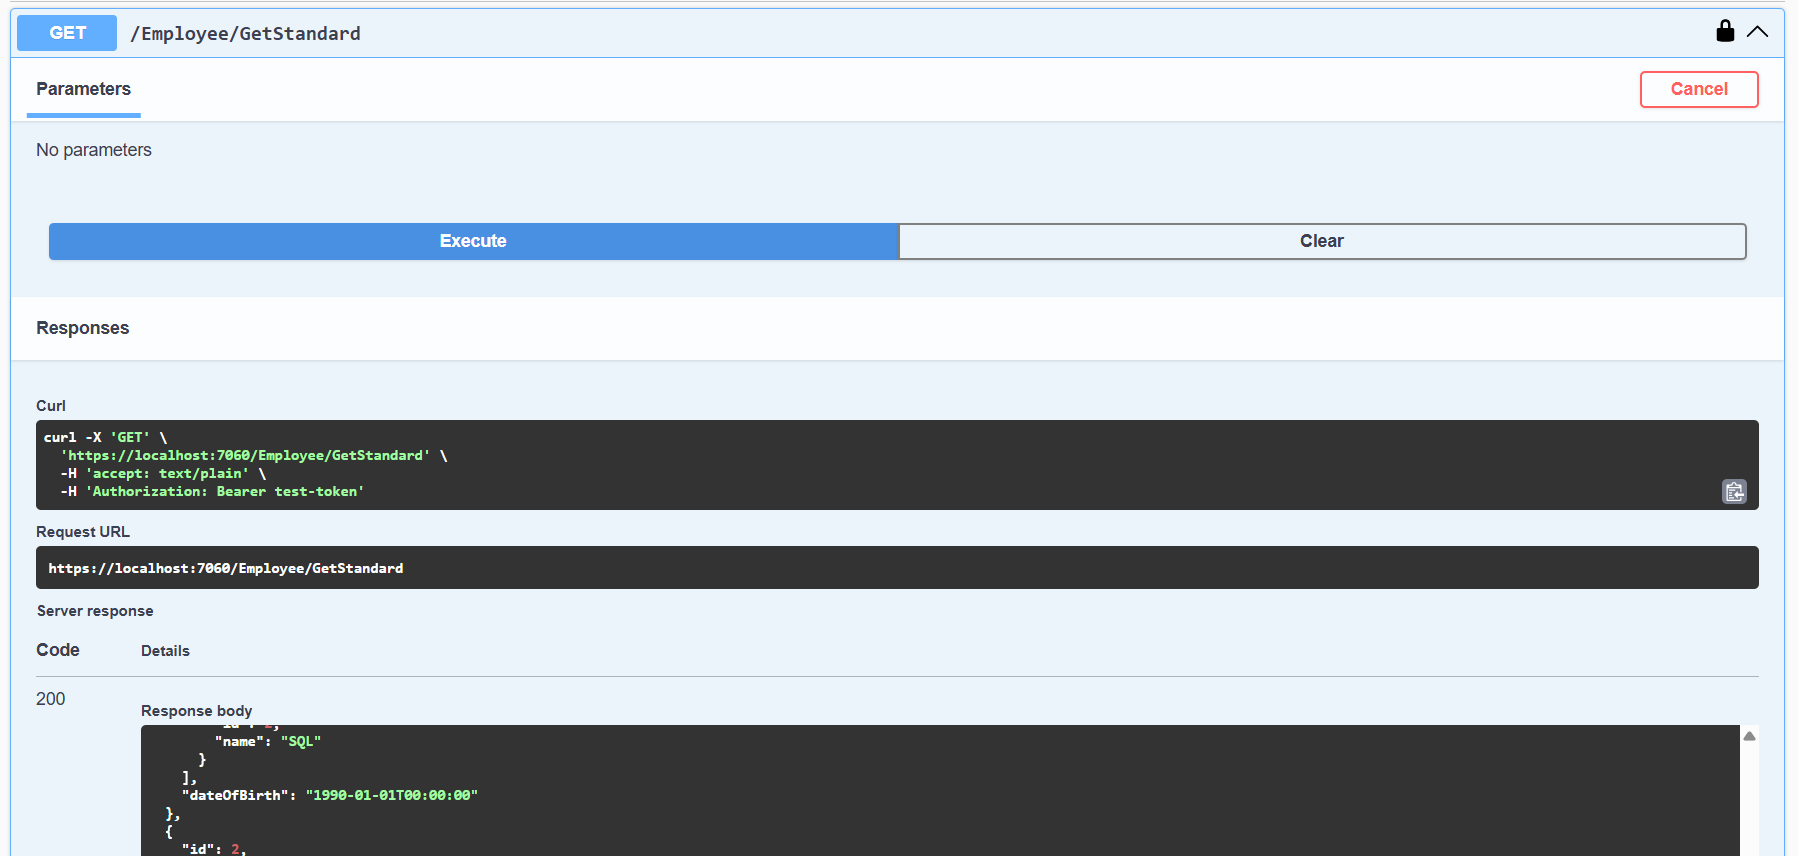 GET /Employee/GetStandard
Parameters
Cancel
No parameters
Execute
Clear
Responses
Curl
curl -X 'GET' \
'https://localhost:7060/Employee/GetStandard' \
-H 'accept: text/plain' \
-H 'Authorization: Bearer test-token'
Request URL
https://localhost:7060/Employee/GetStandard
Server response
Code Details
200
Response body
"id": 2,
"name": "SQL"
}
],
"dateOfBirth": "1990-01-01T00:00:00"
},
{
"id": 2,